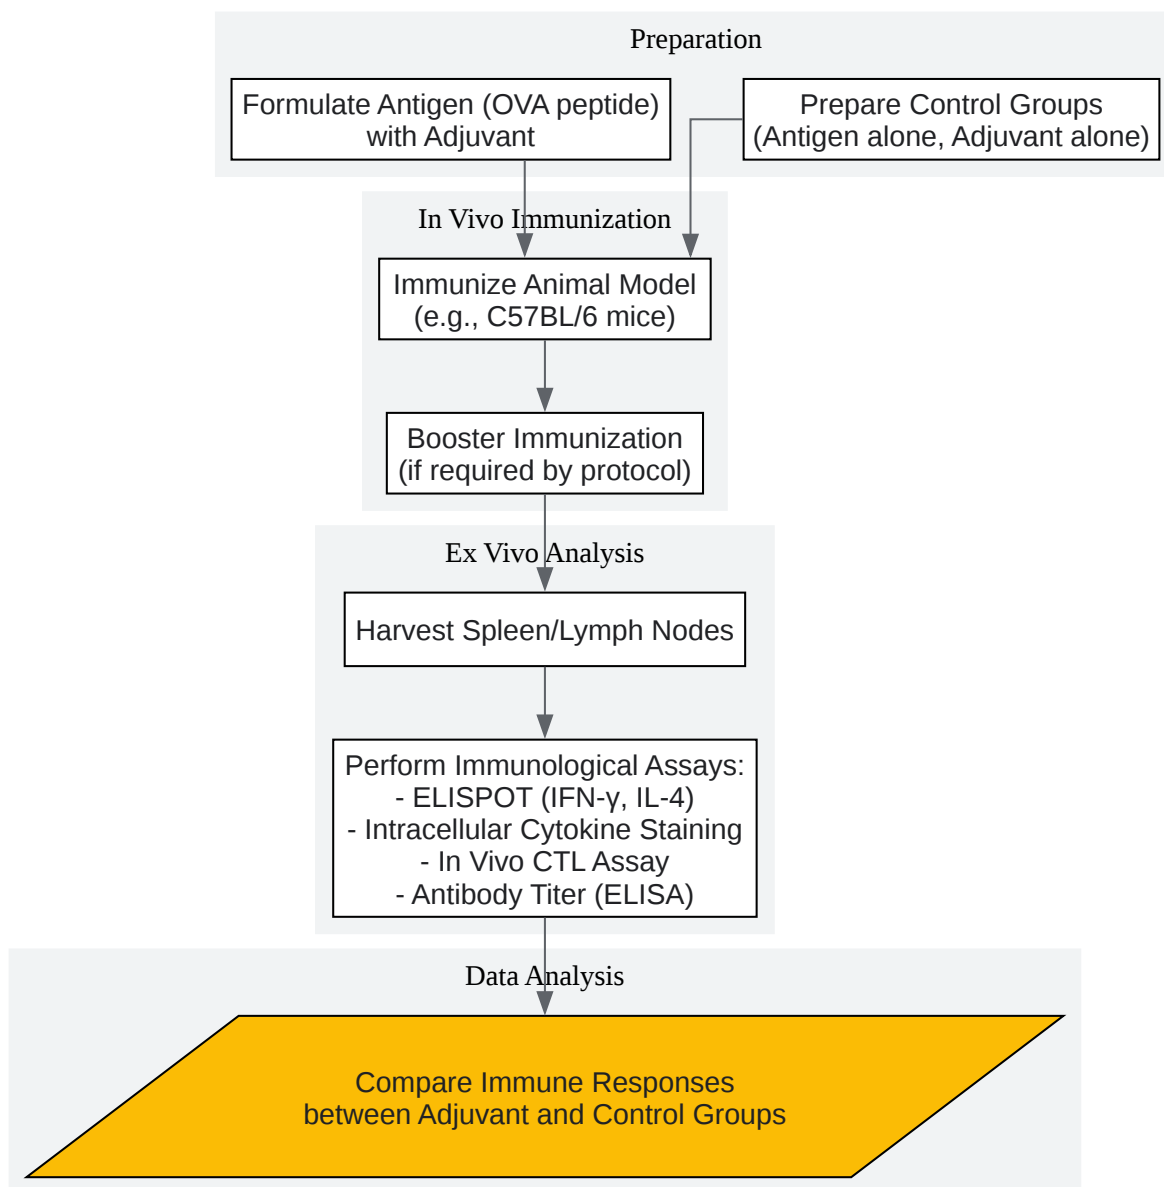 Preparation
Formulate Antigen (OVA peptide)
with Adjuvant
Prepare Control Groups
(Antigen alone, Adjuvant alone)
In Vivo Immunization
Immunize Animal Model
(e.g., C57BL/6 mice)
Booster Immunization
(if required by protocol)
Ex Vivo Analysis
Harvest Spleen/Lymph Nodes
Perform Immunological Assays:
- ELISPOT (IFN-γ, IL-4)
- Intracellular Cytokine Staining
- In Vivo CTL Assay
- Antibody Titer (ELISA)
Data Analysis
Compare Immune Responses
between Adjuvant and Control Groups